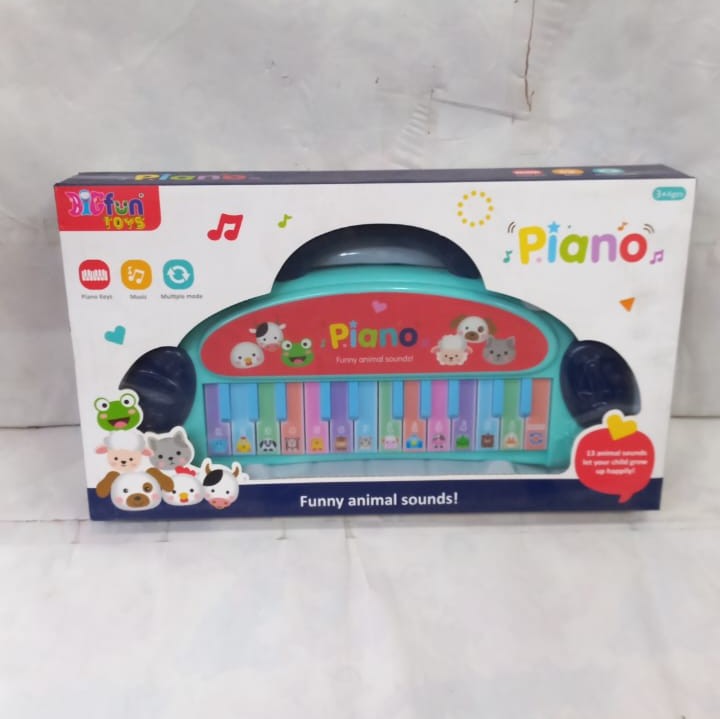 Piano
BIGfun
TOYS
3+Ages
Piano
Piano Keys
Music
Multiple mode
Piano
Funny animal sounds!
13 animal sounds
let your child grow
up happily!
Funny animal sounds!